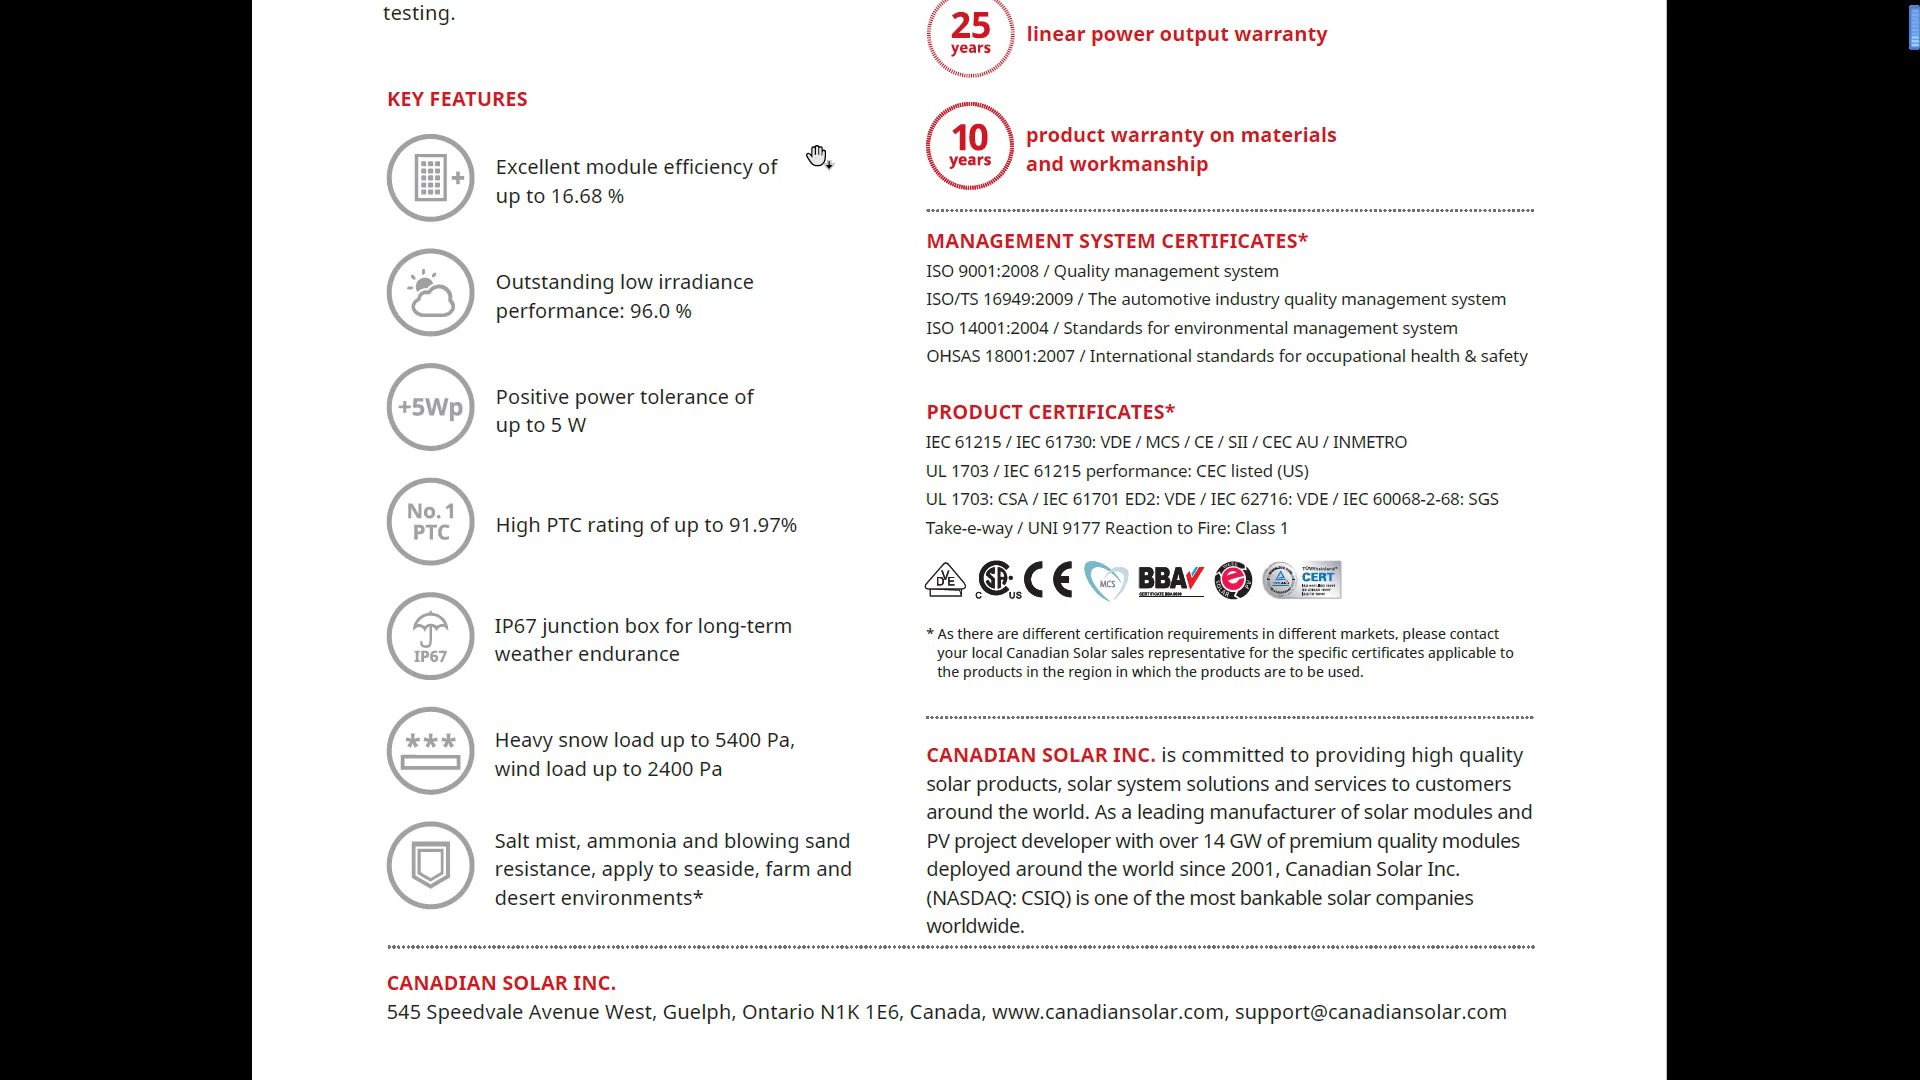 testing.
KEY FEATURES
Excellent module efficiency of
up to 16.68 %
Outstanding low irradiance
performance: 96.0 %
+5Wp
Positive power tolerance of
up to 5 W
No. 1
PTC
High PTC rating of up to 91.97%
IP67
IP67 junction box for long-term
weather endurance
***
Heavy snow load up to 5400 Pa,
wind load up to 2400 Pa
Salt mist, ammonia and blowing sand
resistance, apply to seaside, farm and
desert environments*
25
years
linear power output warranty
10
years
product warranty on materials
and workmanship
MANAGEMENT SYSTEM CERTIFICATES*
ISO 9001:2008 / Quality management system
ISO/TS 16949:2009 / The automotive industry quality management system
ISO 14001:2004 / Standards for environmental management system
OHSAS 18001:2007 / International standards for occupational health & safety
PRODUCT CERTIFICATES*
IEC 61215 / IEC 61730: VDE / MCS / CE / SII / CEC AU / INMETRO
UL 1703 / IEC 61215 performance: CEC listed (US)
UL 1703: CSA / IEC 61701 ED2: VDE / IEC 62716: VDE / IEC 60068-2-68: SGS
Take-e-way / UNI 9177 Reaction to Fire: Class 1
VDE
C SA US
CE
MCS
BBA
TÜVRheinland
CERT
* As there are different certification requirements in different markets, please contact
your local Canadian Solar sales representative for the specific certificates applicable to
the products in the region in which the products are to be used.
CANADIAN SOLAR INC. is committed to providing high quality
solar products, solar system solutions and services to customers
around the world. As a leading manufacturer of solar modules and
PV project developer with over 14 GW of premium quality modules
deployed around the world since 2001, Canadian Solar Inc.
(NASDAQ: CSIQ) is one of the most bankable solar companies
worldwide.
CANADIAN SOLAR INC.
545 Speedvale Avenue West, Guelph, Ontario N1K 1E6, Canada, www.canadiansolar.com, support@canadiansolar.com